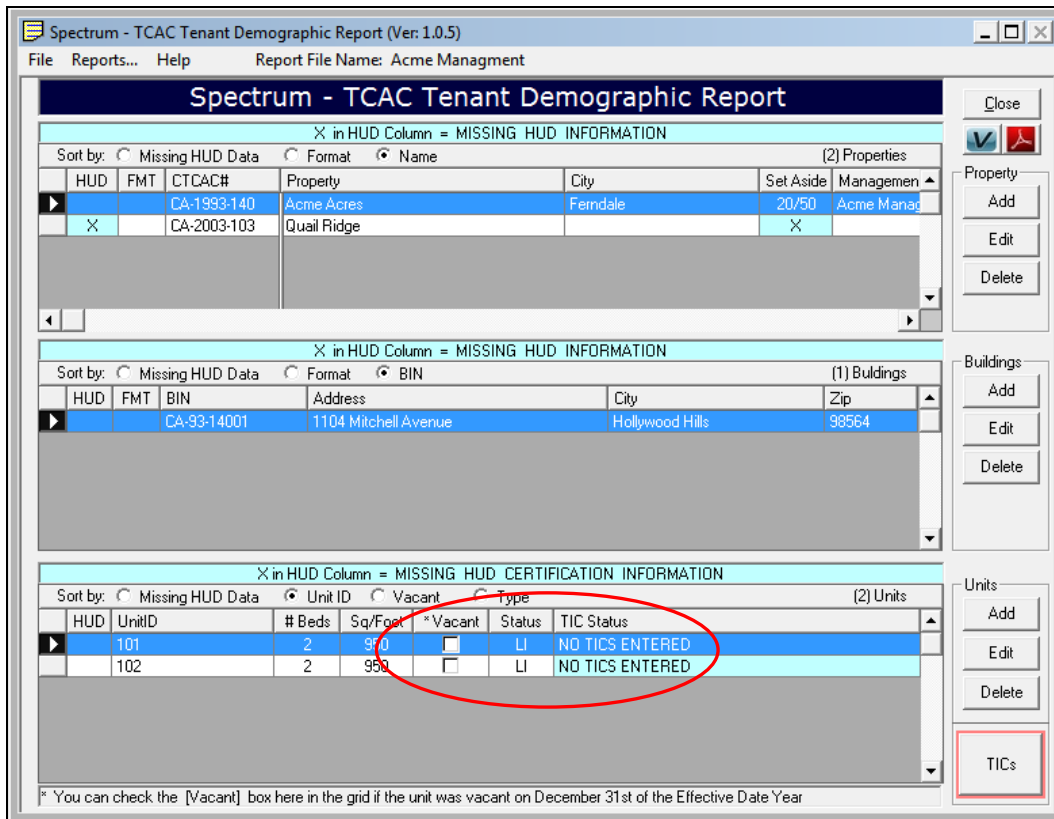 Spectrum - TCAC Tenant Demographic Report (Ver: 1.0.5)
File Reports... Help Report File Name: Acme Managment
Spectrum - TCAC Tenant Demographic Report
Close
X in HUD Column = MISSING HUD INFORMATION
Sort by: Missing HUD Data Format Name (2) Properties
HUD FMT CTCAC# Property City Set Aside Managemen
CA-1993-140 Acme Acres Ferndale 20/50 Acme Manag
X CA-2003-103 Quail Ridge X
Property
Add
Edit
Delete
X in HUD Column = MISSING HUD INFORMATION
Sort by: Missing HUD Data Format BIN (1) Buldings
HUD FMT BIN Address City Zip
CA-93-14001 1104 Mitchell Avenue Hollywood Hills 98564
Buildings
Add
Edit
Delete
X in HUD Column = MISSING HUD CERTIFICATION INFORMATION
Sort by: Missing HUD Data Unit ID Vacant Type (2) Units
HUD UnitID # Beds Sq/Foot * Vacant Status TIC Status
101 2 950 LI NO TICS ENTERED
102 2 950 LI NO TICS ENTERED
Units
Add
Edit
Delete
TICs
* You can check the [Vacant] box here in the grid if the unit was vacant on December 31st of the Effective Date Year